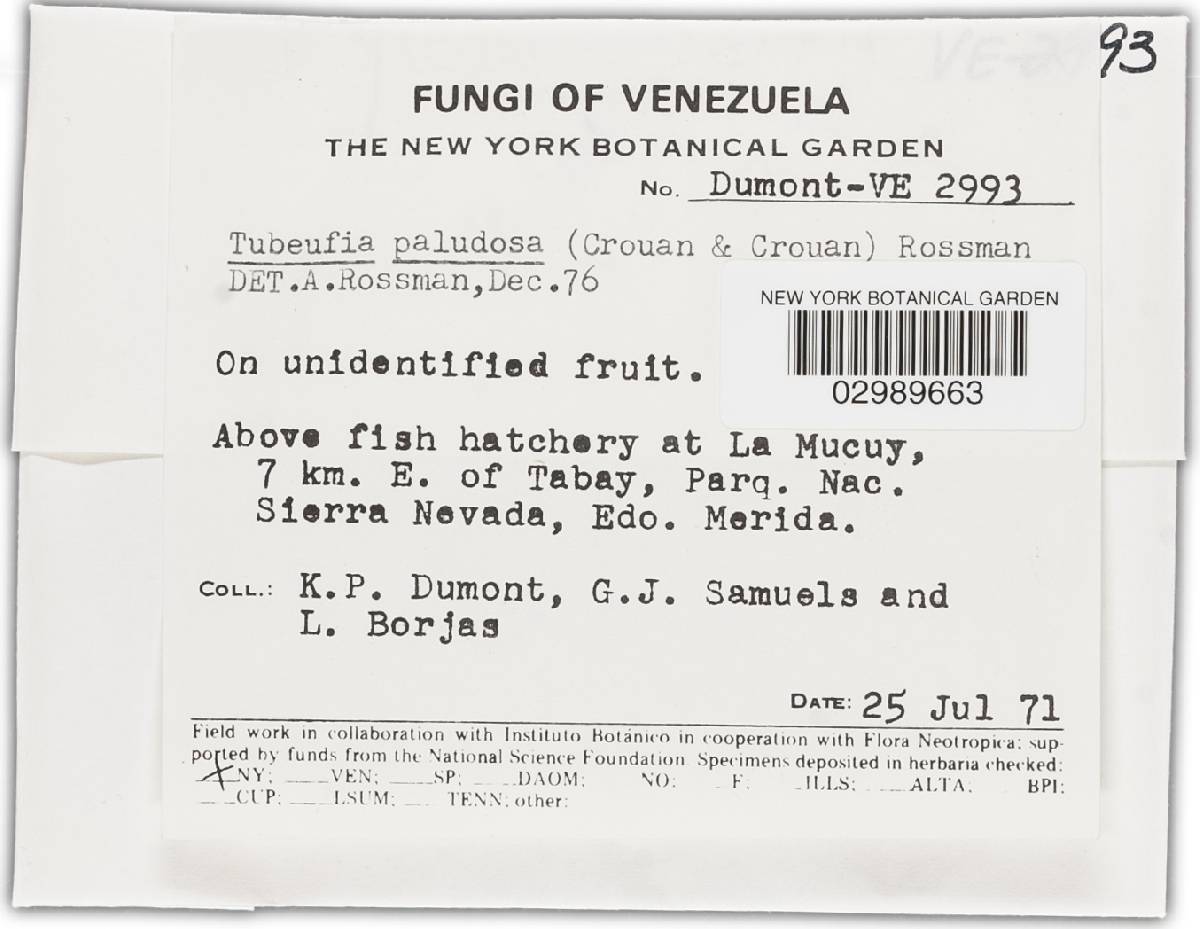 93
FUNGI OF VENEZUELA
THE NEW YORK BOTANICAL GARDEN
No. Dumont-VE 2993
Tubeufia paludosa (Crouan & Crouan) Rossman
DET.A.Rossman,Dec.76
NEW YORK BOTANICAL GARDEN
02989663
On unidentified fruit.
Above fish hatchery at La Mucuy,
7 km. E. of Tabay, Parq. Nac.
Sierra Nevada, Edo. Merida.
COLL.: K.P. Dumont, G.J. Samuels and
L. Borjas
DATE: 25 Jul 71
Field work in collaboration with Instituto Botánico in cooperation with Flora Neotropica; sup-
ported by funds from the National Science Foundation Specimens deposited in herbaria checked:
X NY; ___VEN; ___SP; ___DAOM; NO: F; _ILLS; ___ALTA; BPI:
___CUP; ___LSUM; ___TENN; other: